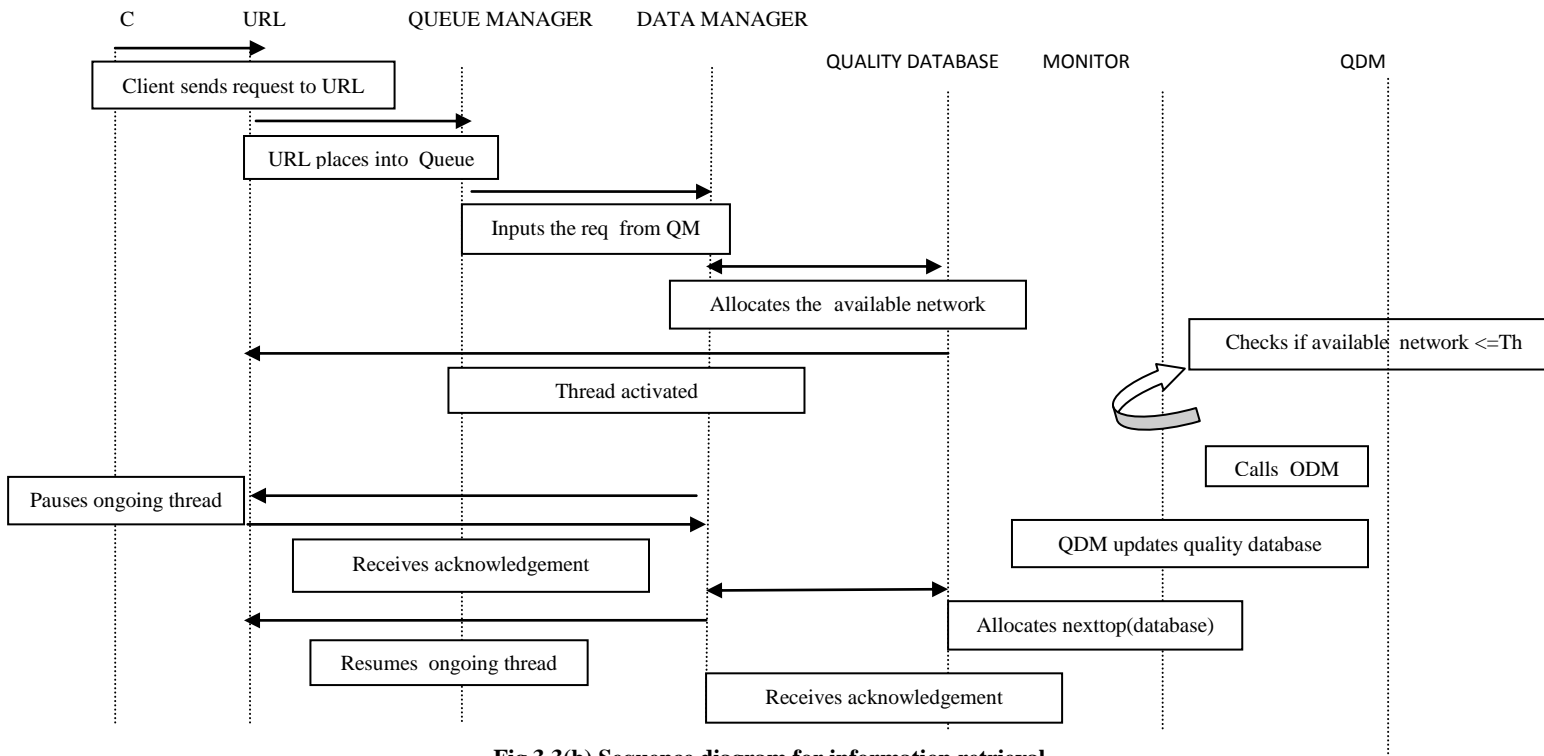 C URL QUEUE MANAGER DATA MANAGER
QUALITY DATABASE MONITOR QDM
Client sends request to URL
URL places into Queue
Inputs the req from QM
Allocates the available network
Checks if available network <=Th
Thread activated
Calls ODM
Pauses ongoing thread
QDM updates quality database
Receives acknowledgement
Allocates nexttop(database)
Resumes ongoing thread
Receives acknowledgement
Fig 3.3(b) Sequence diagram for information retrieval